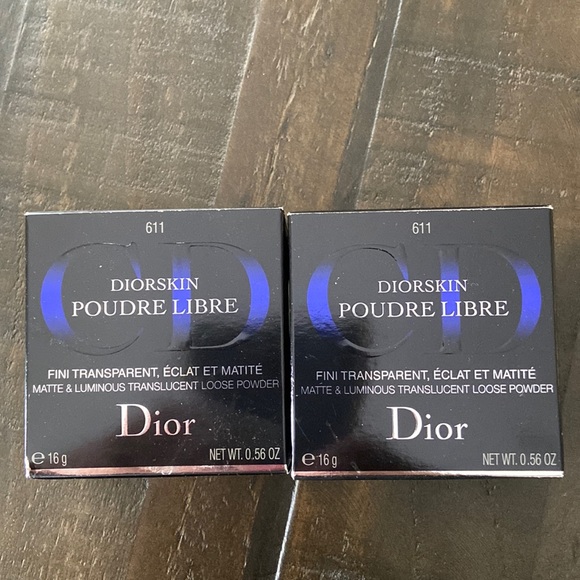 611
CD
DIORSKIN
POUDRE LIBRE
FINI TRANSPARENT, ÉCLAT ET MATITÉ
MATTE & LUMINOUS TRANSLUCENT LOOSE POWDER
Dior
℮ 16 g NET WT. 0.56 OZ
611
CD
DIORSKIN
POUDRE LIBRE
FINI TRANSPARENT, ÉCLAT ET MATITÉ
MATTE & LUMINOUS TRANSLUCENT LOOSE POWDER
Dior
℮ 16 g NET WT. 0.56 OZ